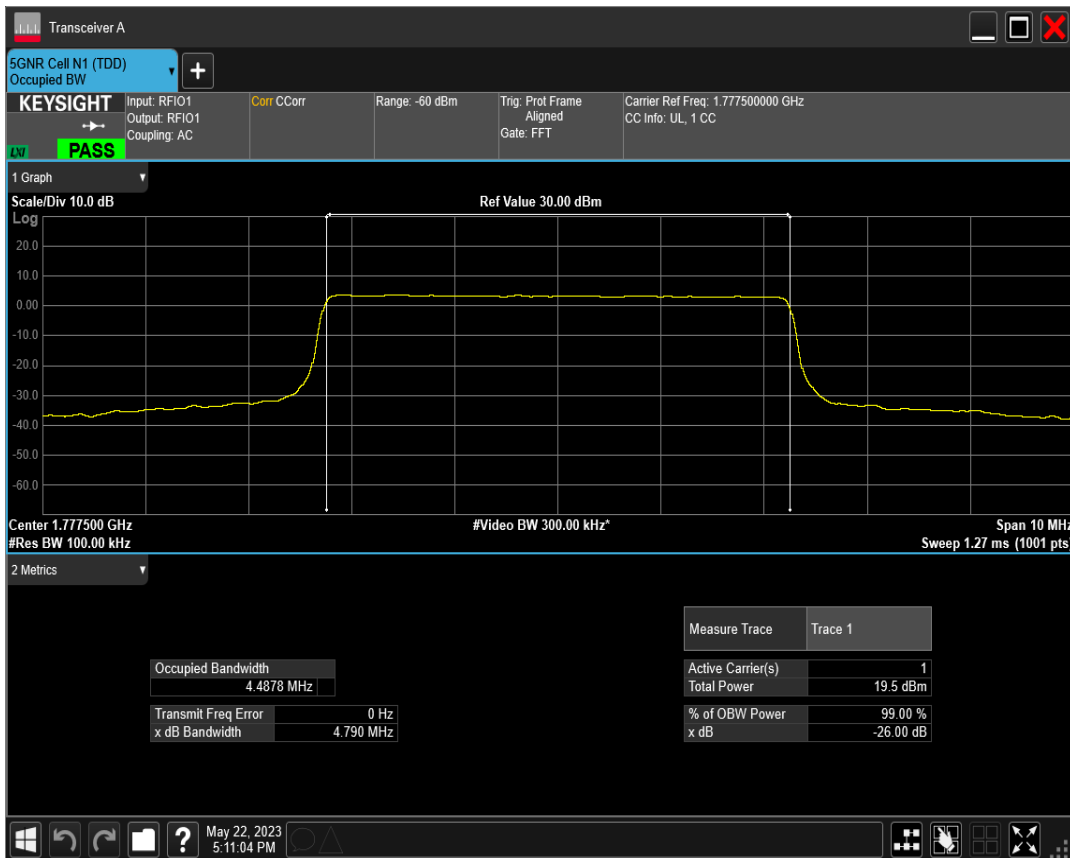 Transceiver A
5GNR Cell N1 (TDD)
Occupied BW
+
KEYSIGHT
LXI
PASS
Input: RFIO1
Output: RFIO1
Coupling: AC
Corr CCorr
Range: -60 dBm
Trig: Prot Frame
Aligned
Gate: FFT
Carrier Ref Freq: 1.777500000 GHz
CC Info: UL, 1 CC
1 Graph
Scale/Div 10.0 dB
Ref Value 30.00 dBm
Log
20.0
10.0
0.00
-10.0
-20.0
-30.0
-40.0
-50.0
-60.0
Center 1.777500 GHz
#Video BW 300.00 kHz*
Span 10 MHz
#Res BW 100.00 kHz
Sweep 1.27 ms (1001 pts)
2 Metrics
Measure Trace Trace 1
Occupied Bandwidth
4.4878 MHz
Active Carrier(s) 1
Total Power 19.5 dBm
Transmit Freq Error 0 Hz
x dB Bandwidth 4.790 MHz
% of OBW Power 99.00 %
x dB -26.00 dB
?
May 22, 2023
5:11:04 PM